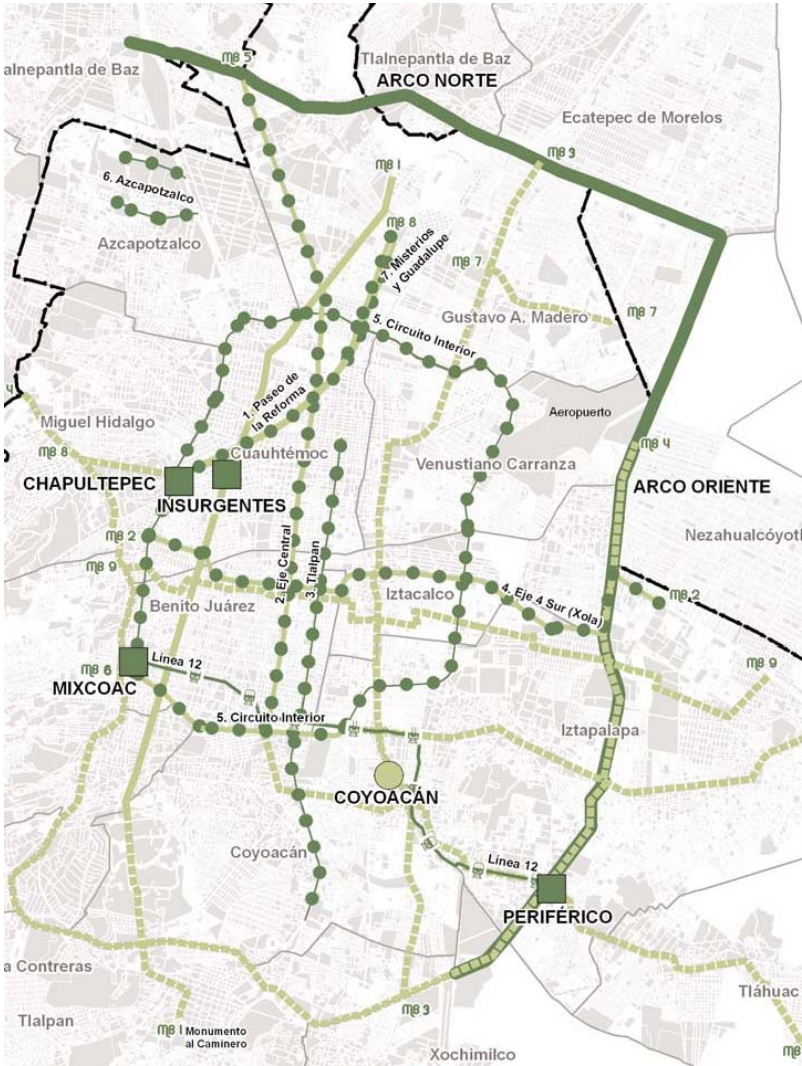 MB 5
Tlalnepantla de Baz
alnepantla de Baz
ARCO NORTE
Ecatepec de Morelos
MB 3
MB 1
6. Azcapotzalco
Azcapotzalco
MB 8
7. Misterios
y Guadalupe
MB 7
MB 7
Gustavo A. Madero
5. Circuito Interior
1. Paseo de
la Reforma
Aeropuerto
4
Miguel Hidalgo
MB 8
Cuauhtémoc
MB 4
Venustiano Carranza
CHAPULTEPEC
INSURGENTES
ARCO ORIENTE
MB 2
Nezahualcóyotl
MB 9
2. Eje Central
3. Tlalpan
Benito Juárez
Iztacalco
4. Eje 4 Sur (Xola)
MB 2
MB 6
Línea 12
MB 9
MIXCOAC
5. Circuito Interior
Iztapalapa
COYOACÁN
Coyoacán
Línea 12
PERIFÉRICO
a Contreras
Tláhuac
MB 3
Tlalpan
MB 1
Monumento
al Caminero
Xochimilco
MB